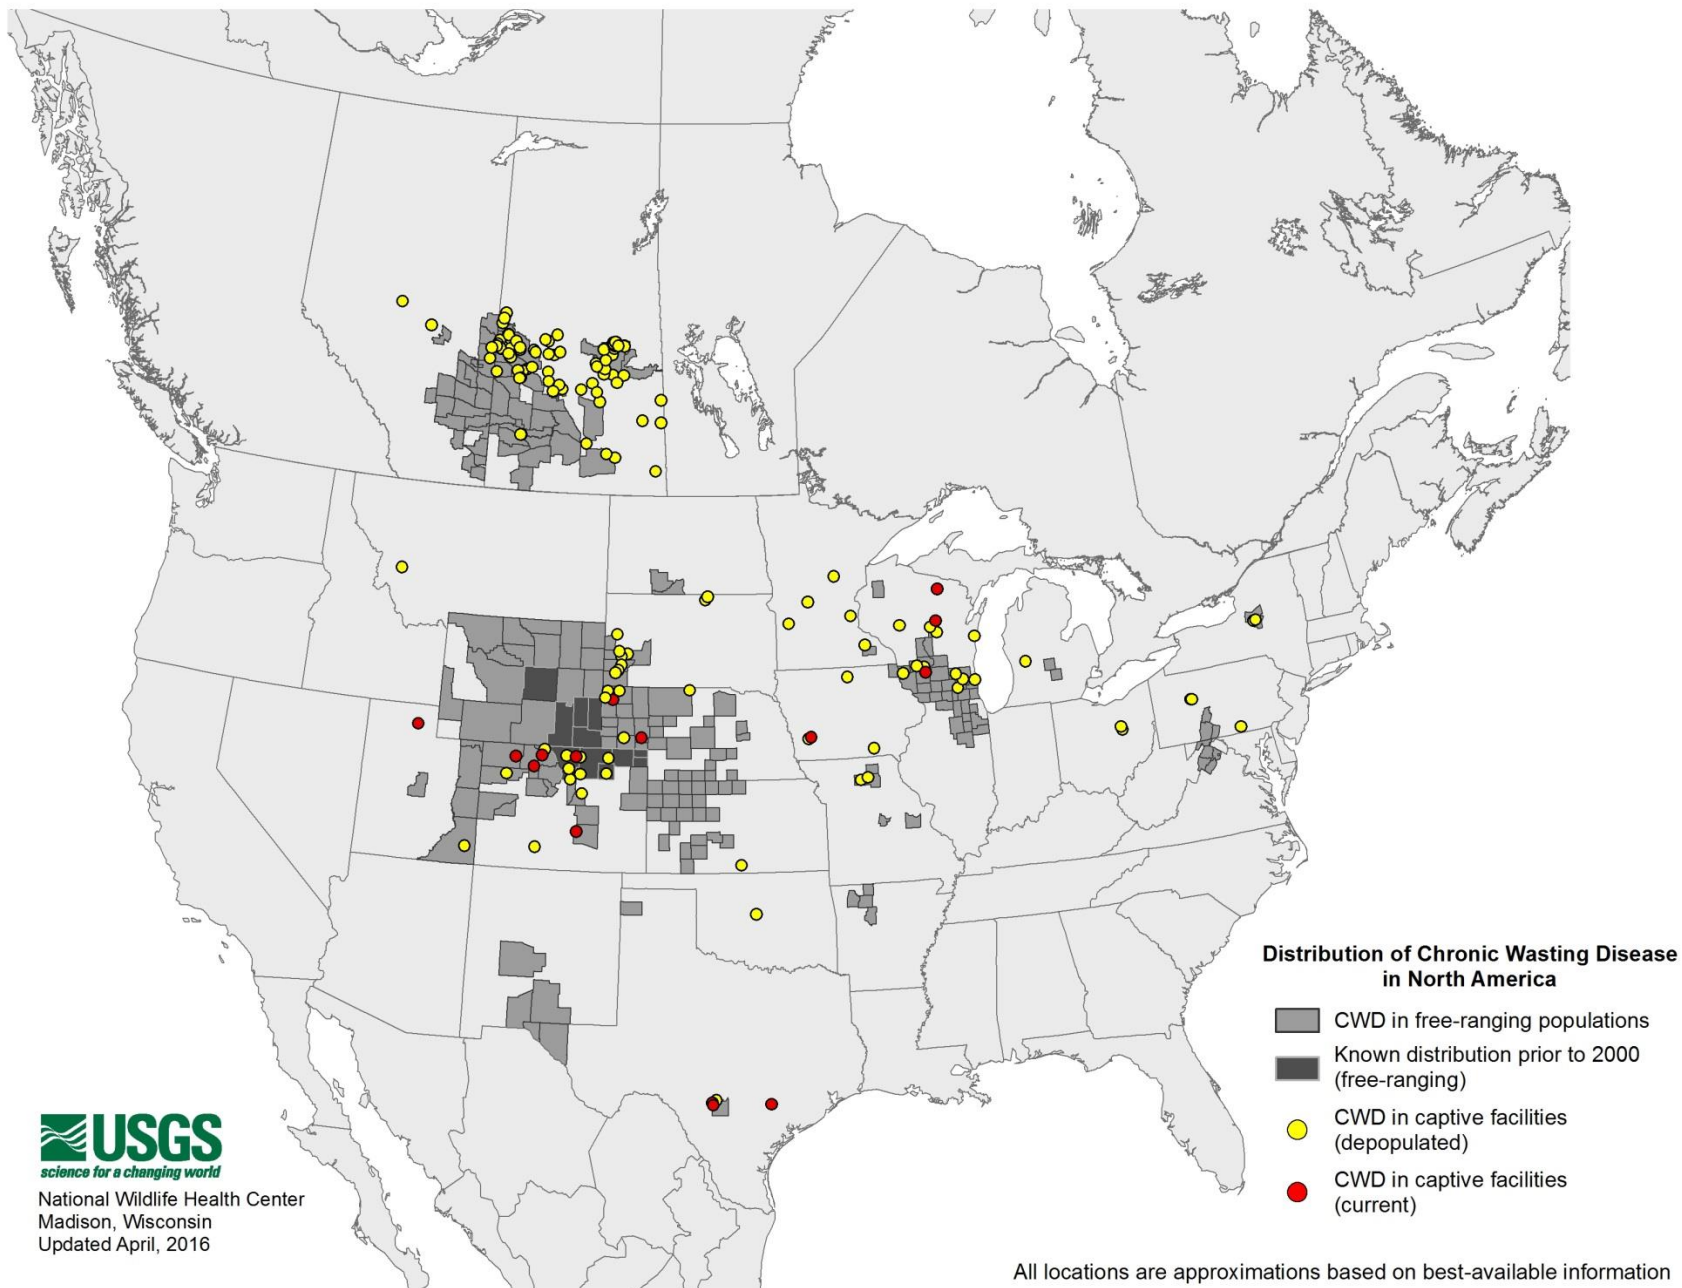 Distribution of Chronic Wasting Disease
in North America
CWD in free-ranging populations
Known distribution prior to 2000
(free-ranging)
CWD in captive facilities
(depopulated)
CWD in captive facilities
(current)
USGS
science for a changing world
National Wildlife Health Center
Madison, Wisconsin
Updated April, 2016
All locations are approximations based on best-available information